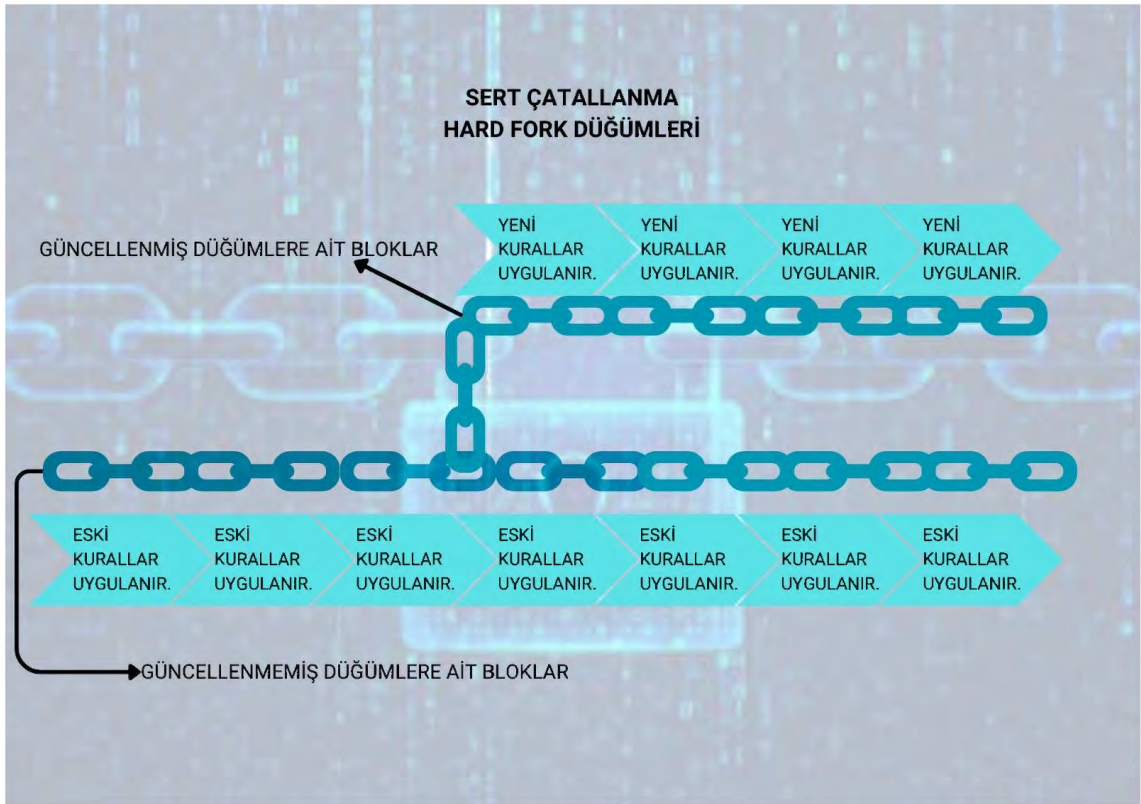 SERT ÇATALLANMA
HARD FORK DÜĞÜMLERİ
GÜNCELLENMİŞ DÜĞÜMLERE AİT BLOKLAR
YENİ
KURALLAR
UYGULANIR.
YENİ
KURALLAR
UYGULANIR.
YENİ
KURALLAR
UYGULANIR.
YENİ
KURALLAR
UYGULANIR.
ESKİ
KURALLAR
UYGULANIR.
ESKİ
KURALLAR
UYGULANIR.
ESKİ
KURALLAR
UYGULANIR.
ESKİ
KURALLAR
UYGULANIR.
ESKİ
KURALLAR
UYGULANIR.
ESKİ
KURALLAR
UYGULANIR.
ESKİ
KURALLAR
UYGULANIR.
GÜNCELLENMEMİŞ DÜĞÜMLERE AİT BLOKLAR